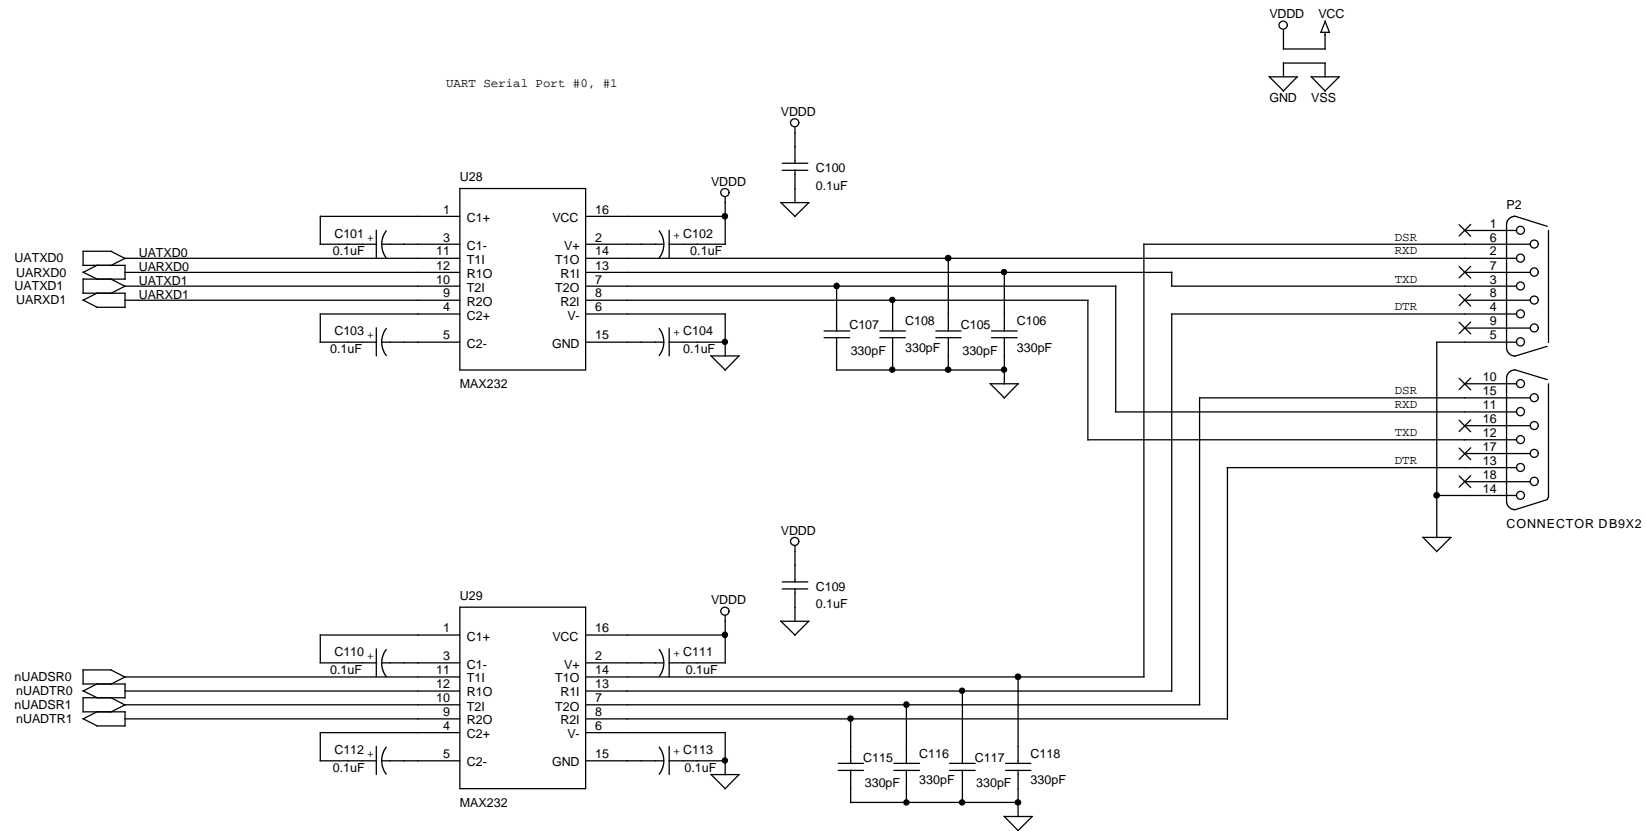 VDDD VCC
GND VSS
UART Serial Port #0, #1
VDDD
C100
0.1uF
U28
VDDD
1 C1+ VCC 16
C101 + 3 C1- V+ 2 + C102
0.1uF 11 T1I T1O 14 0.1uF
12 R1O R1I 13
10 T2I T2O 7
9 R2O R2I 8
4 C2+ V- 6
C103 + 5 C2- GND 15 + C104
0.1uF 0.1uF
MAX232
UATXD0 UATXD0
UARXD0 UARXD0
UATXD1 UATXD1
UARXD1 UARXD1
C107 C108 C105 C106
330pF 330pF 330pF 330pF
P2
1
DSR 6
RXD 2
7
TXD 3
8
DTR 4
9
5
10
DSR 15
RXD 11
16
TXD 12
17
DTR 13
18
14
CONNECTOR DB9X2
VDDD
C109
0.1uF
U29
VDDD
1 C1+ VCC 16
C110 + 3 C1- V+ 2 + C111
0.1uF 11 T1I T1O 14 0.1uF
12 R1O R1I 13
10 T2I T2O 7
9 R2O R2I 8
4 C2+ V- 6
C112 + 5 C2- GND 15 + C113
0.1uF 0.1uF
MAX232
nUADSR0
nUADTR0
nUADSR1
nUADTR1
C115 C116 C117 C118
330pF 330pF 330pF 330pF